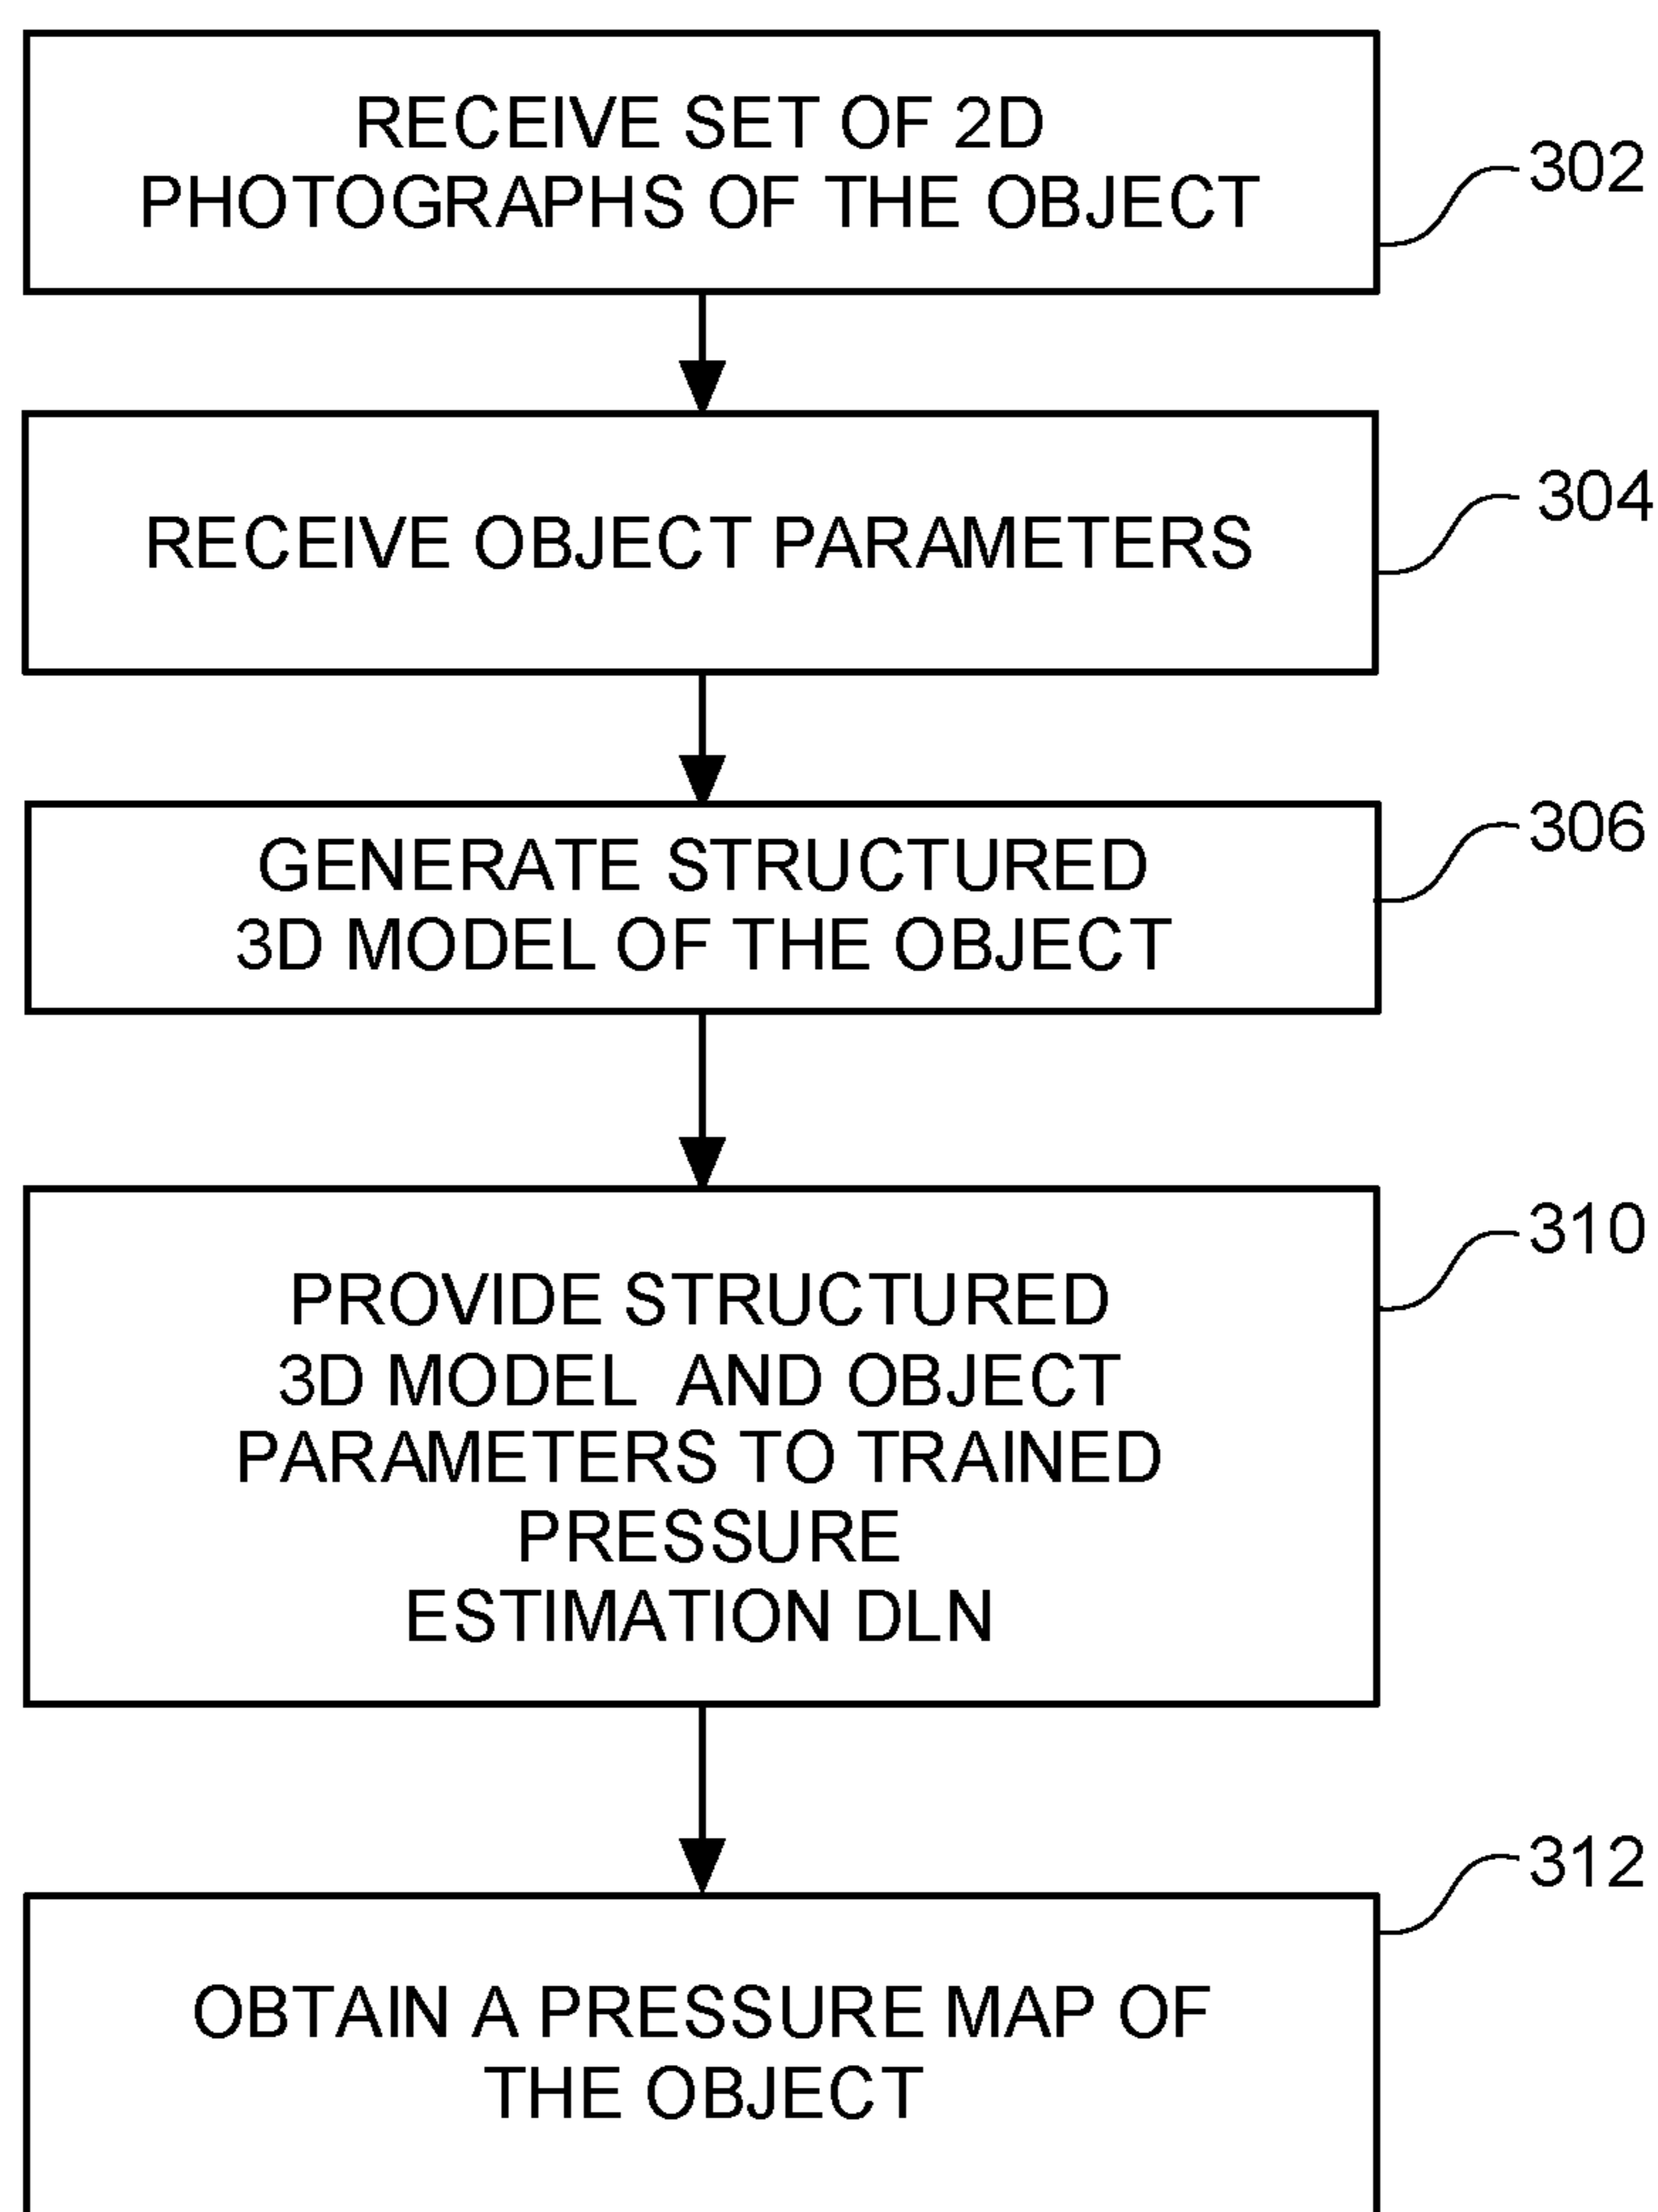 RECEIVE SET OF 2D
PHOTOGRAPHS OF THE OBJECT
302
RECEIVE OBJECT PARAMETERS
304
GENERATE STRUCTURED
3D MODEL OF THE OBJECT
306
PROVIDE STRUCTURED
3D MODEL AND OBJECT
PARAMETERS TO TRAINED
PRESSURE
ESTIMATION DLN
310
OBTAIN A PRESSURE MAP OF
THE OBJECT
312